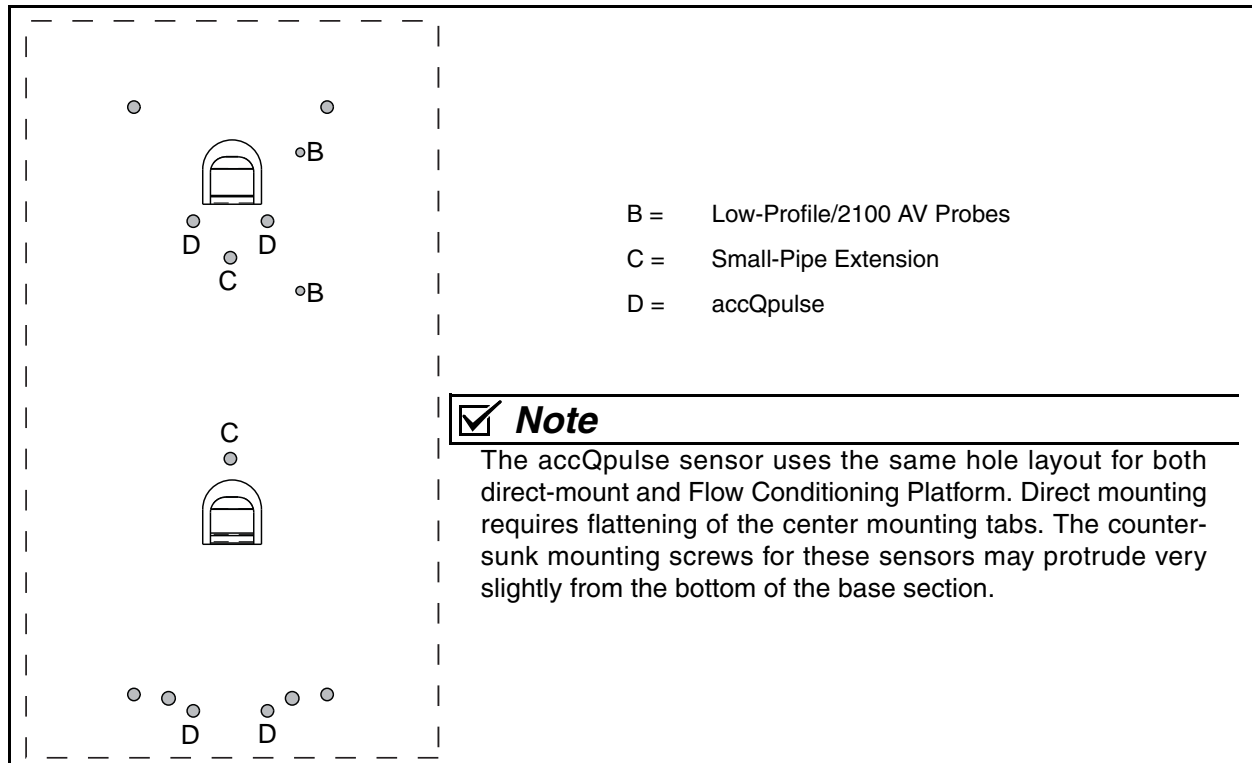 B
D D
C
B
C
D D
B = Low-Profile/2100 AV Probes
C = Small-Pipe Extension
D = accQpulse
Note
The accQpulse sensor uses the same hole layout for both
direct-mount and Flow Conditioning Platform. Direct mounting
requires flattening of the center mounting tabs. The counter-
sunk mounting screws for these sensors may protrude very
slightly from the bottom of the base section.